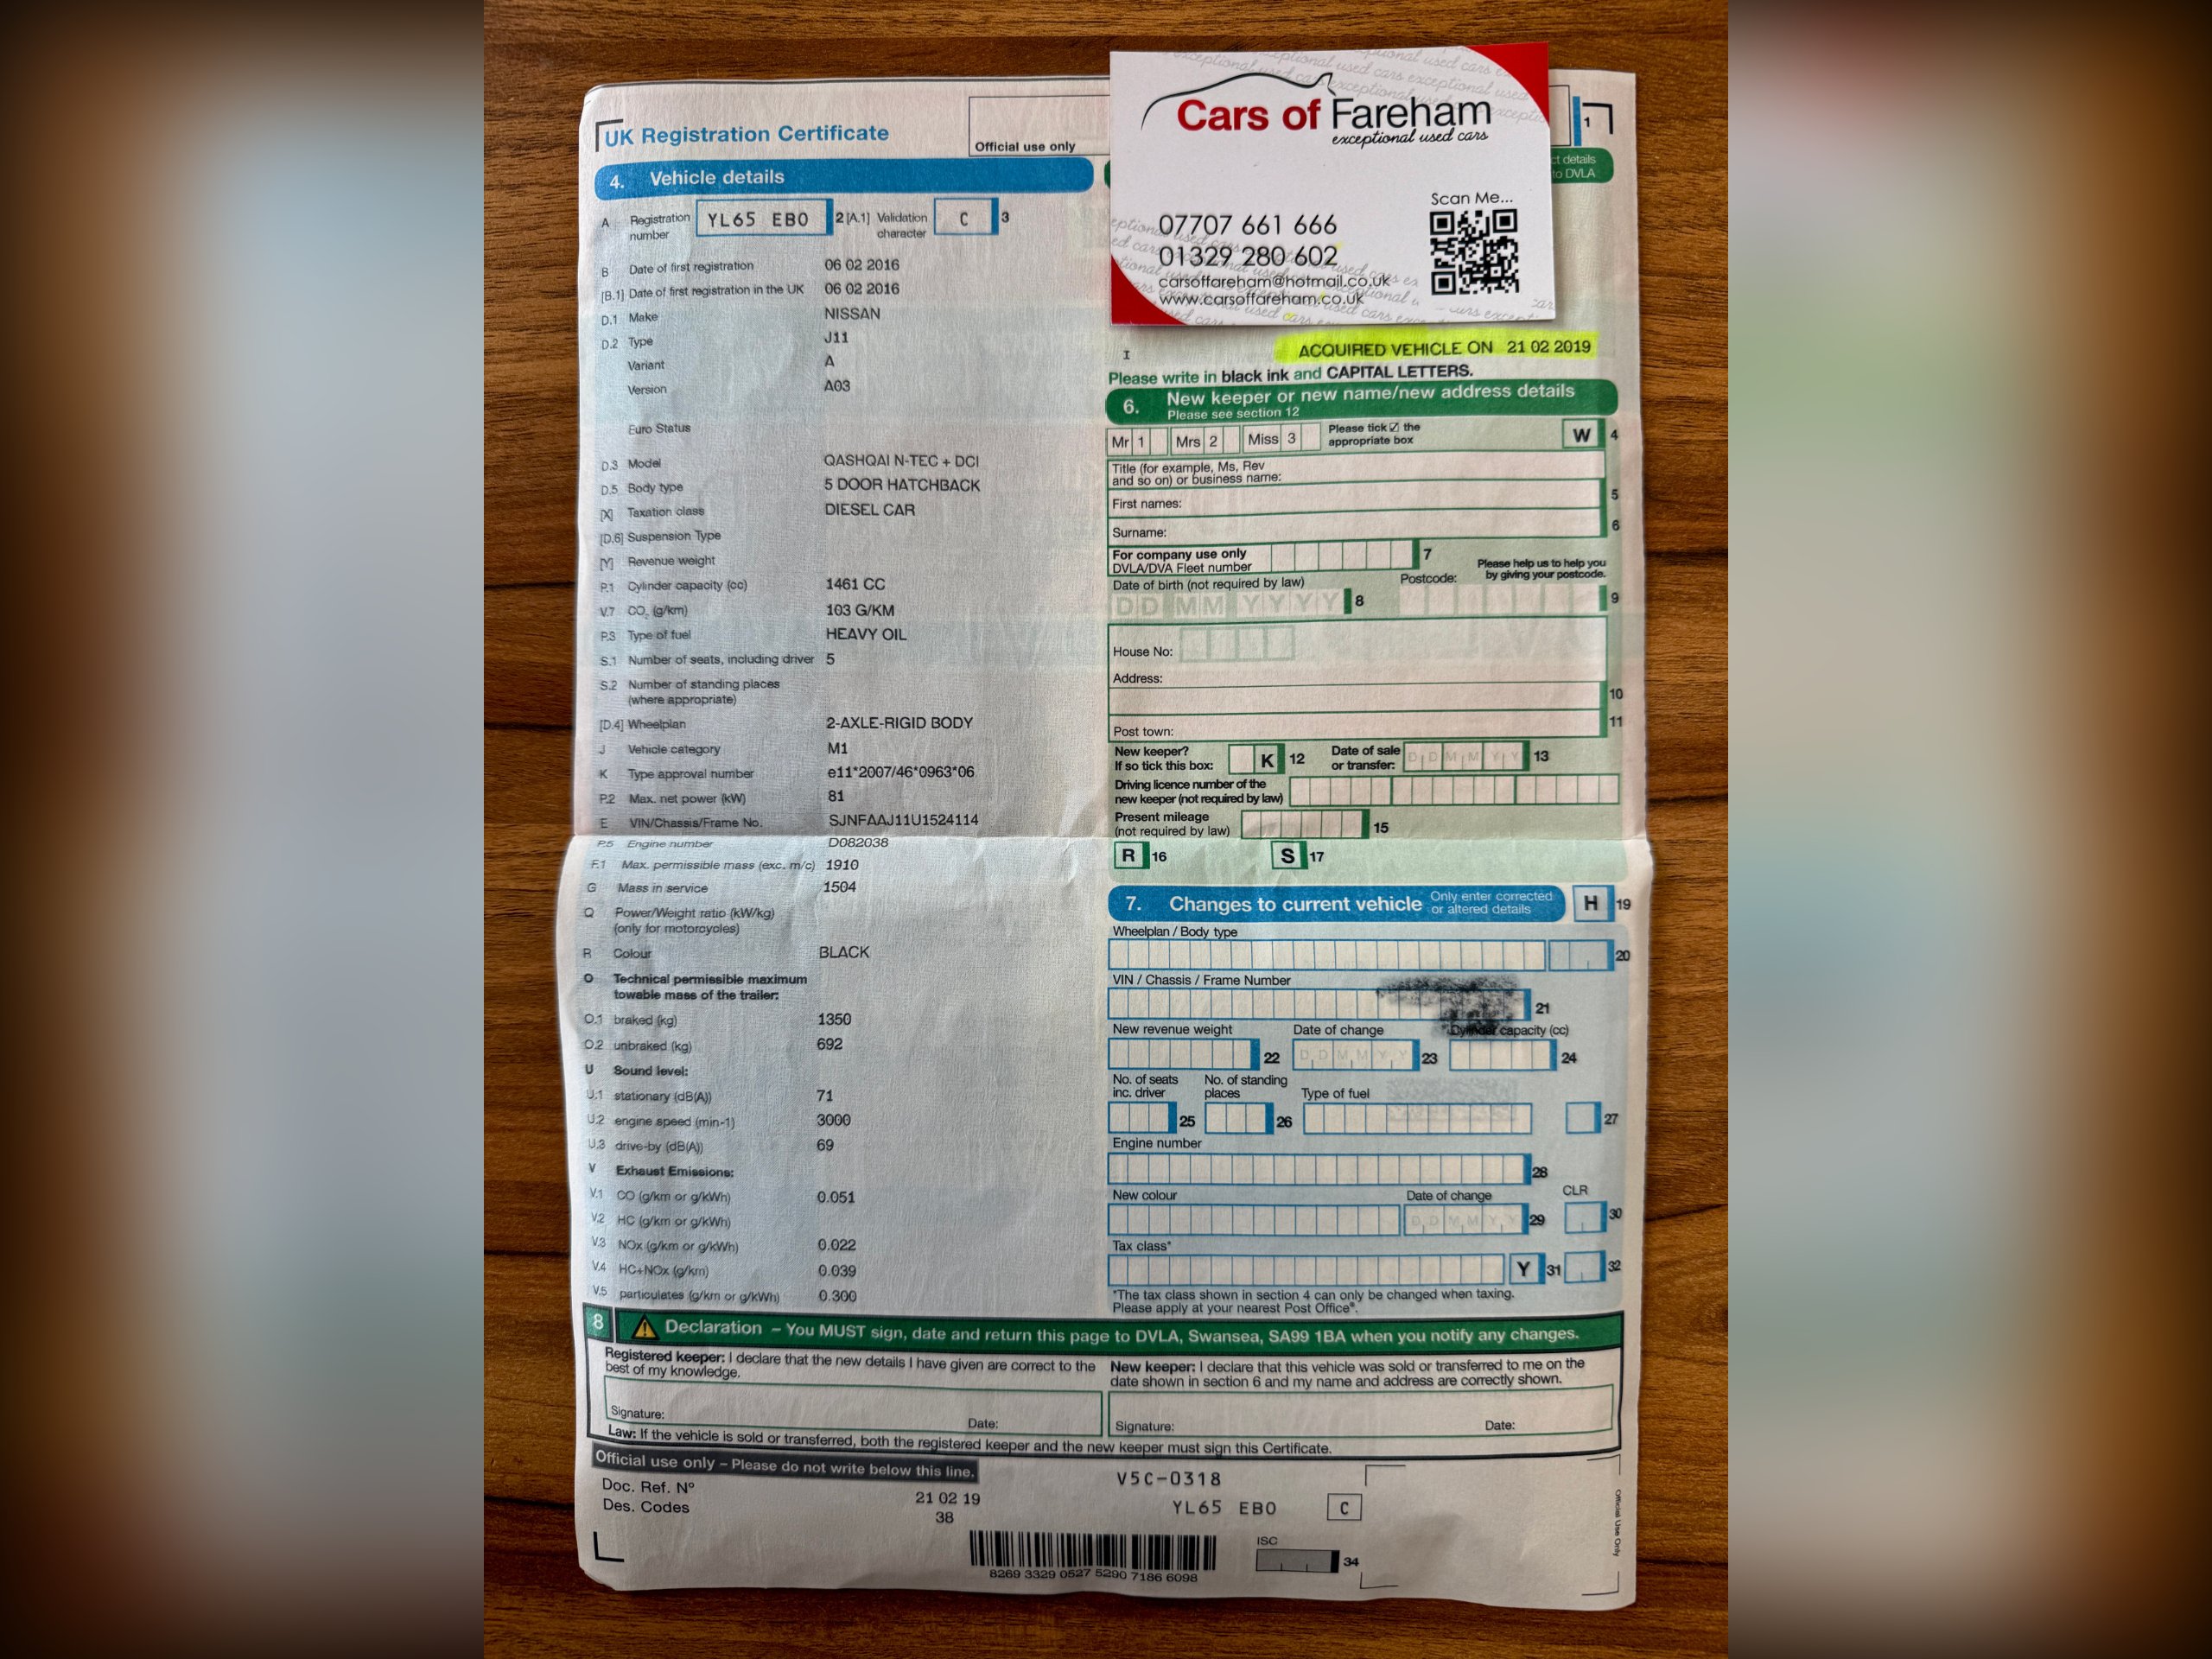 UK Registration Certificate
Official use only
1
4. Vehicle details
A Registration number YL65 EBO 2 [A.1] Validation character C 3
B Date of first registration 06 02 2016
[B.1] Date of first registration in the UK 06 02 2016
D.1 Make NISSAN
D.2 Type J11
Variant A
Version A03
Euro Status
D.3 Model QASHQAI N-TEC + DCI
D.5 Body type 5 DOOR HATCHBACK
[X] Taxation class DIESEL CAR
[D.6] Suspension Type
[Y] Revenue weight
P.1 Cylinder capacity (cc) 1461 CC
V.7 CO₂ (g/km) 103 G/KM
P.3 Type of fuel HEAVY OIL
S.1 Number of seats, including driver 5
S.2 Number of standing places
(where appropriate)
[D.4] Wheelplan 2-AXLE-RIGID BODY
J Vehicle category M1
K Type approval number e11*2007/46*0963*06
P.2 Max. net power (kW) 81
E VIN/Chassis/Frame No. SJNFAAJ11U1524114
P.5 Engine number D082038
F.1 Max. permissible mass (exc. m/c) 1910
G Mass in service 1504
Q Power/Weight ratio (kW/kg)
(only for motorcycles)
R Colour BLACK
O Technical permissible maximum
towable mass of the trailer:
O.1 braked (kg) 1350
O.2 unbraked (kg) 692
U Sound level:
U.1 stationary (dB(A)) 71
U.2 engine speed (min-1) 3000
U.3 drive-by (dB(A)) 69
V Exhaust Emissions:
V.1 CO (g/km or g/kWh) 0.051
V.2 HC (g/km or g/kWh)
V.3 NOx (g/km or g/kWh) 0.022
V.4 HC+NOx (g/km) 0.039
V.5 particulates (g/km or g/kWh) 0.300
Cars of Fareham
exceptional used cars
Scan Me...
07707 661 666
01329 280 602
carsoffareham@hotmail.co.uk
www.carsoffareham.co.uk
details
to DVLA
I ACQUIRED VEHICLE ON 21 02 2019
Please write in black ink and CAPITAL LETTERS.
6. New keeper or new name/new address details
Please see section 12
Mr 1 Mrs 2 Miss 3 Please tick ☑ the
appropriate box W 4
Title (for example, Ms, Rev
and so on) or business name:
First names: 5
Surname: 6
For company use only
DVLA/DVA Fleet number 7
Please help us to help you
by giving your postcode.
Date of birth (not required by law) Postcode:
DD MM YYYY 8 9
House No:
Address:
10
11
Post town:
New keeper?
If so tick this box: K 12 Date of sale
or transfer: D D M M Y Y 13
Driving licence number of the
new keeper (not required by law)
Present mileage
(not required by law) 15
R 16 S 17
7. Changes to current vehicle Only enter corrected
or altered details H 19
Wheelplan / Body type
20
VIN / Chassis / Frame Number
21
New revenue weight Date of change Cylinder capacity (cc)
22 D D M M Y Y 23 24
No. of seats
inc. driver No. of standing
places Type of fuel
25 26 27
Engine number
28
New colour Date of change CLR
D D M M Y Y 29 30
Tax class*
Y 31 32
*The tax class shown in section 4 can only be changed when taxing.
Please apply at your nearest Post Office®.
8 Declaration – You MUST sign, date and return this page to DVLA, Swansea, SA99 1BA when you notify any changes.
Registered keeper: I declare that the new details I have given are correct to the
best of my knowledge.
Signature: Date:
New keeper: I declare that this vehicle was sold or transferred to me on the
date shown in section 6 and my name and address are correctly shown.
Signature: Date:
Law: If the vehicle is sold or transferred, both the registered keeper and the new keeper must sign this Certificate.
Official use only – Please do not write below this line.
Doc. Ref. Nº 21 02 19
Des. Codes 38
V5C-0318
YL65 EBO C
8269 3329 0527 5290 7186 6098
ISC
34
Official Use Only